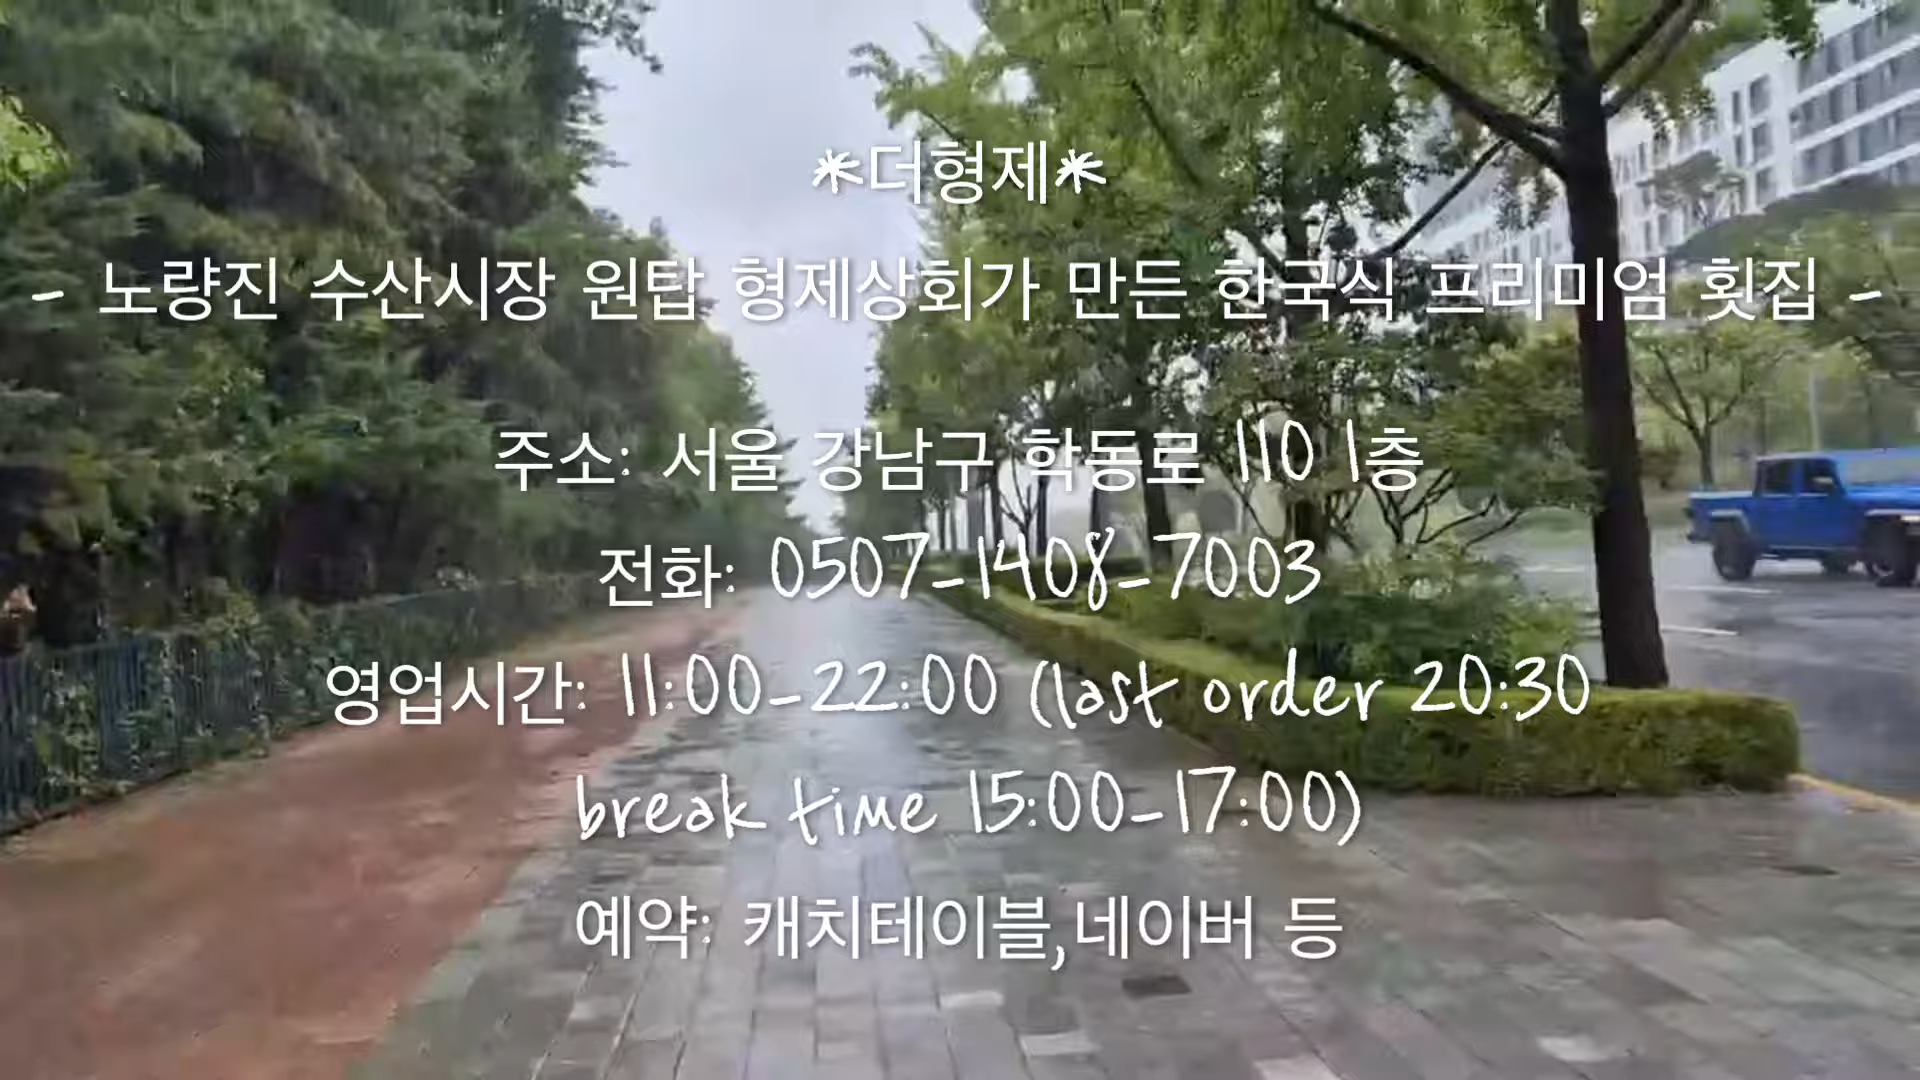 *더형제*
- 노량진 수산시장 원탑 형제상회가 만든 한국식 프리미엄 횟집 -
주소: 서울 강남구 학동로 110 1층
전화: 0507-1408-7003
영업시간: 11:00-22:00 (last order 20:30
break time 15:00-17:00)
예약: 캐치테이블,네이버 등